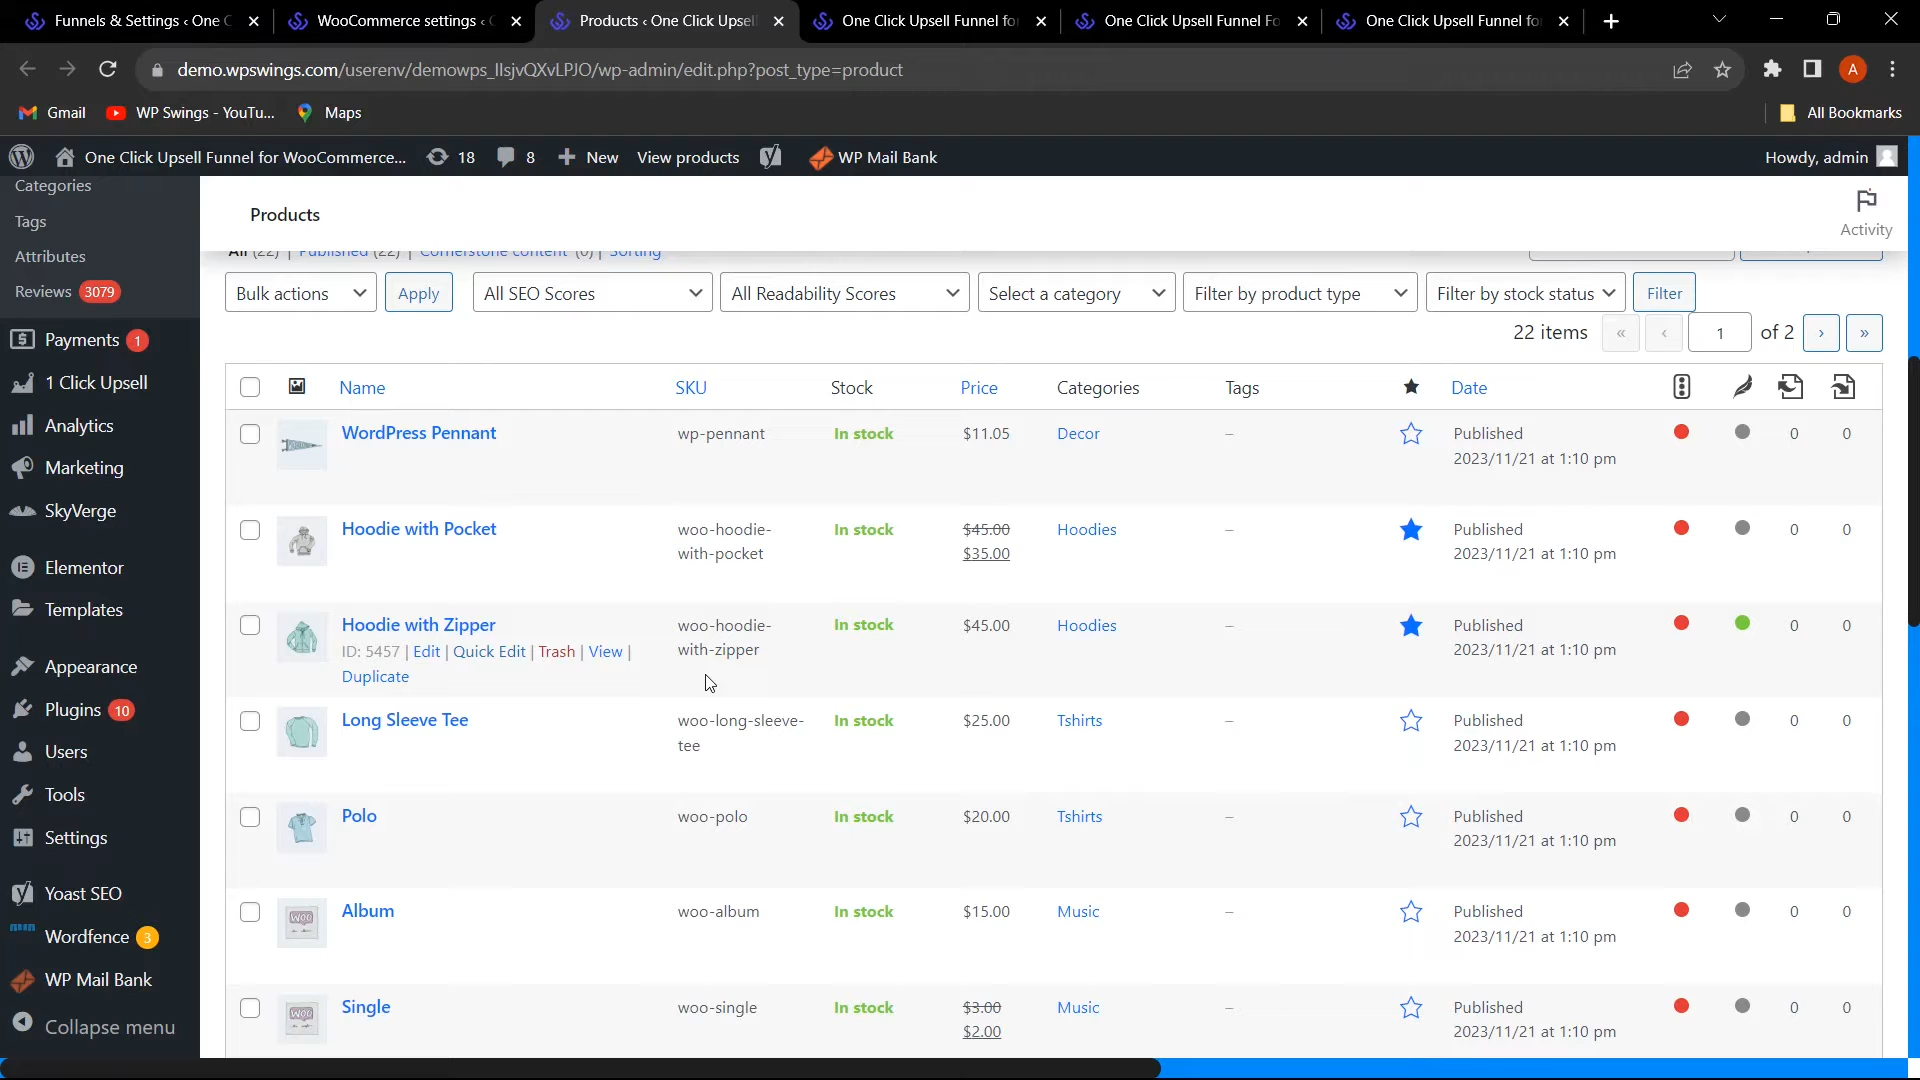 Funnels & Settings ‹ One C
WooCommerce settings ‹ O
Products ‹ One Click Upsell
One Click Upsell Funnel for
One Click Upsell Funnel Fo
One Click Upsell Funnel for
demo.wpswings.com/userenv/demowps_IlsjvQXvLPJO/wp-admin/edit.php?post_type=product
A
Gmail
WP Swings - YouTu...
Maps
All Bookmarks
One Click Upsell Funnel for WooCommerce...
18
8
New
View products
WP Mail Bank
Howdy, admin
Categories
Tags
Attributes
Reviews 3079
Payments 1
1 Click Upsell
Analytics
Marketing
SkyVerge
Elementor
Templates
Appearance
Plugins 10
Users
Tools
Settings
Yoast SEO
Wordfence 3
WP Mail Bank
Collapse menu
Products
Activity
All (22) | Published (22) | Cornerstone content (0) | Sorting
Bulk actions
Apply
All SEO Scores
All Readability Scores
Select a category
Filter by product type
Filter by stock status
Filter
22 items « ‹ 1 of 2 › »
Name SKU Stock Price Categories Tags Date
WordPress Pennant wp-pennant In stock $11.05 Decor – Published 0 0
2023/11/21 at 1:10 pm
Hoodie with Pocket woo-hoodie- In stock $45.00 Hoodies – Published 0 0
with-pocket $35.00 2023/11/21 at 1:10 pm
Hoodie with Zipper woo-hoodie- In stock $45.00 Hoodies – Published 0 0
ID: 5457 | Edit | Quick Edit | Trash | View | with-zipper 2023/11/21 at 1:10 pm
Duplicate
Long Sleeve Tee woo-long-sleeve- In stock $25.00 Tshirts – Published 0 0
tee 2023/11/21 at 1:10 pm
Polo woo-polo In stock $20.00 Tshirts – Published 0 0
2023/11/21 at 1:10 pm
WOO
Album woo-album In stock $15.00 Music – Published 0 0
2023/11/21 at 1:10 pm
WOO
Single woo-single In stock $3.00 Music – Published 0 0
$2.00 2023/11/21 at 1:10 pm